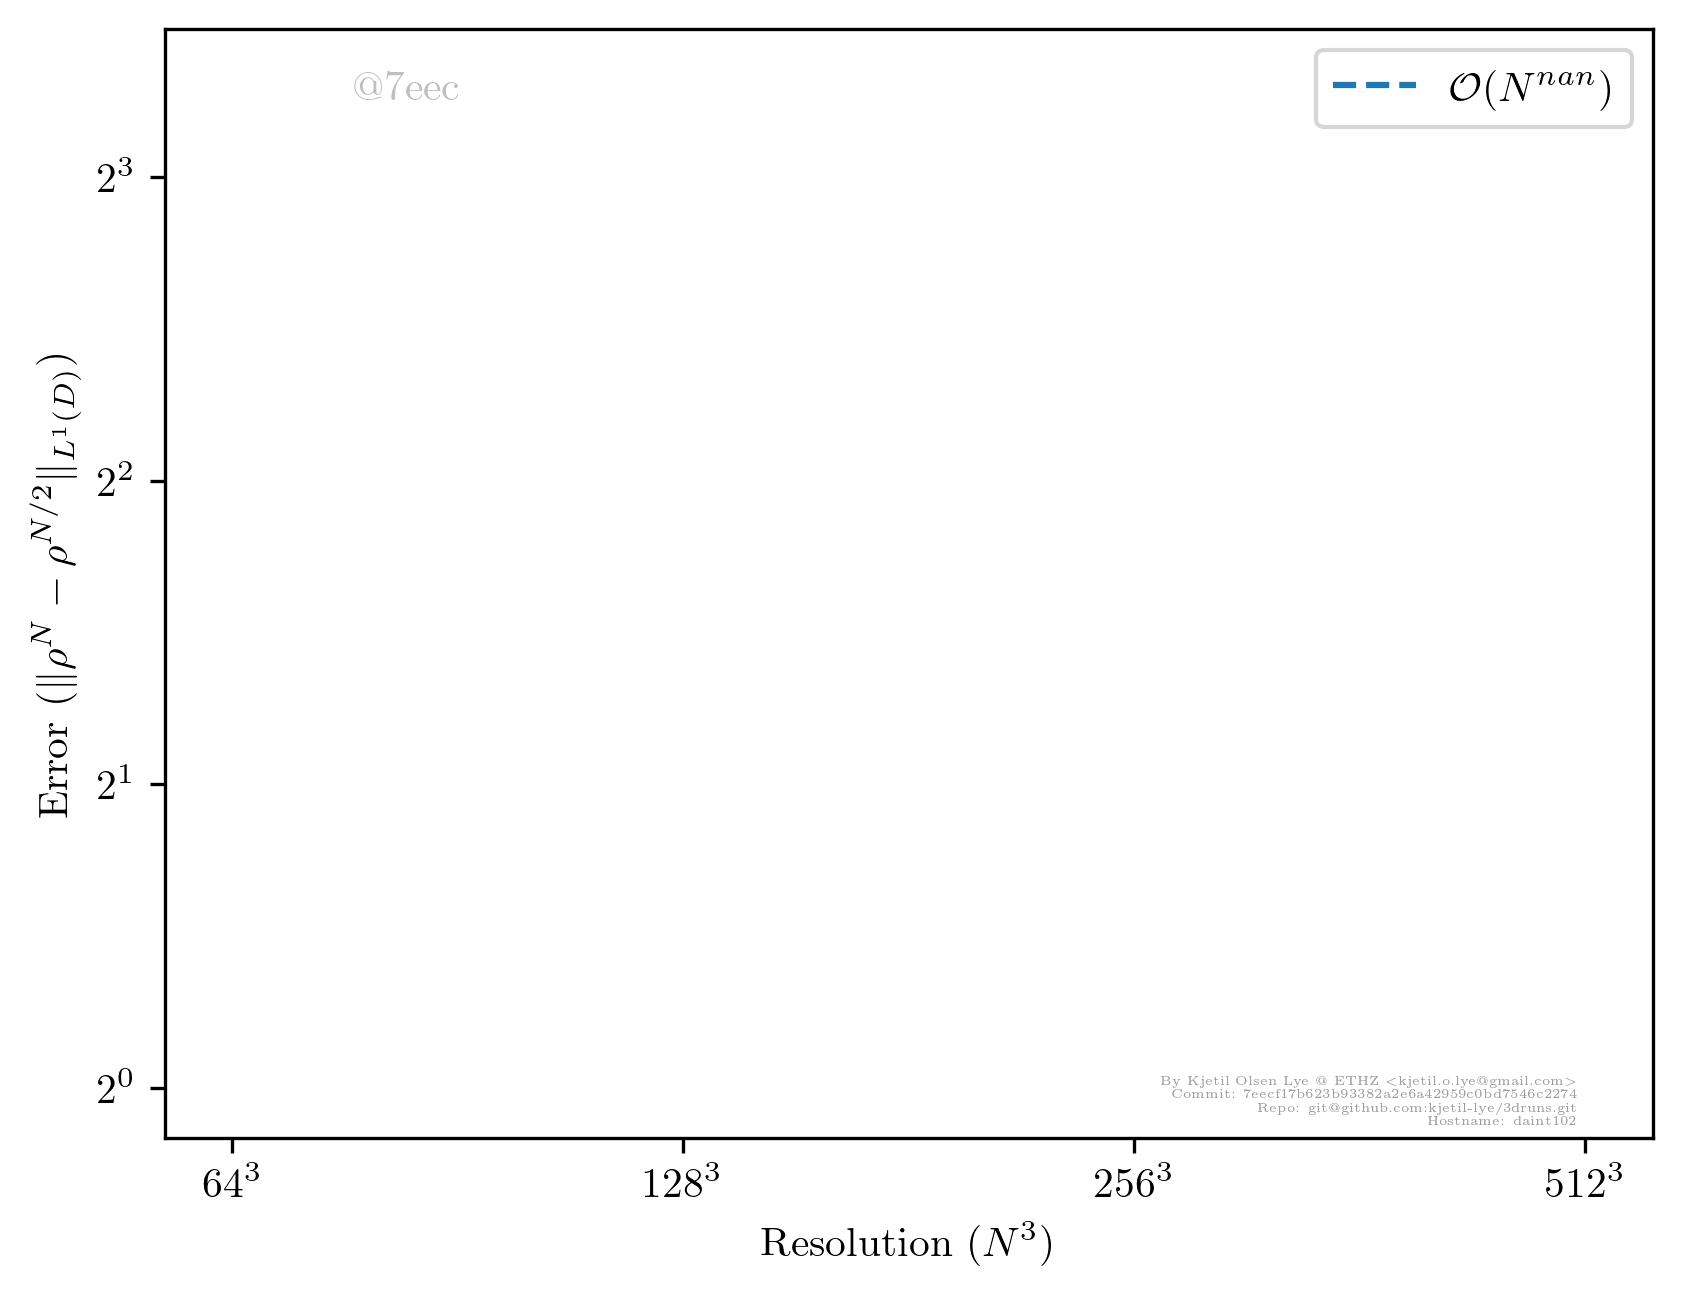 @7eec
𝒪(N^{nan})
2^3
2^2
2^1
2^0
Error (||ρ^N − ρ^{N/2}||_{L^1(D)})
By Kjetil Olsen Lye @ ETHZ <kjetil.o.lye@gmail.com>
Commit: 7eecf17b623b93382a2e6a42959c0bd7546c2274
Repo: git@github.com:kjetil-lye/3druns.git
Hostname: daint102
64^3 128^3 256^3 512^3
Resolution (N^3)